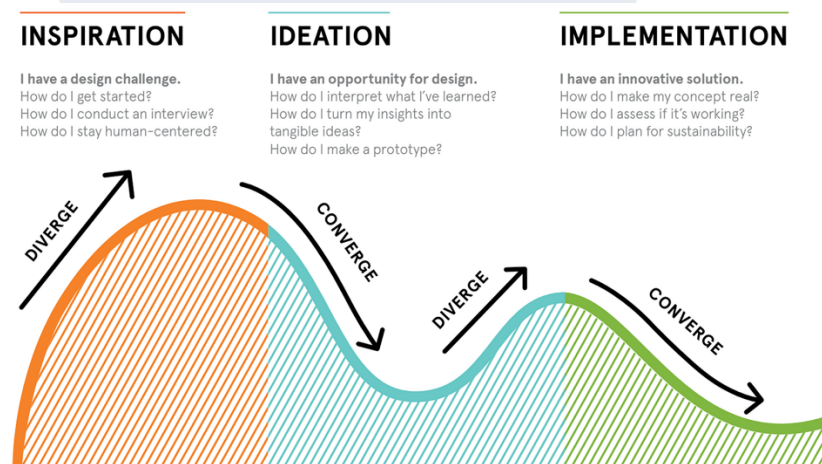 INSPIRATION
I have a design challenge.
How do I get started?
How do I conduct an interview?
How do I stay human-centered?
IDEATION
I have an opportunity for design.
How do I interpret what I've learned?
How do I turn my insights into
tangible ideas?
How do I make a prototype?
IMPLEMENTATION
I have an innovative solution.
How do I make my concept real?
How do I assess if it's working?
How do I plan for sustainability?
DIVERGE
CONVERGE
DIVERGE
CONVERGE